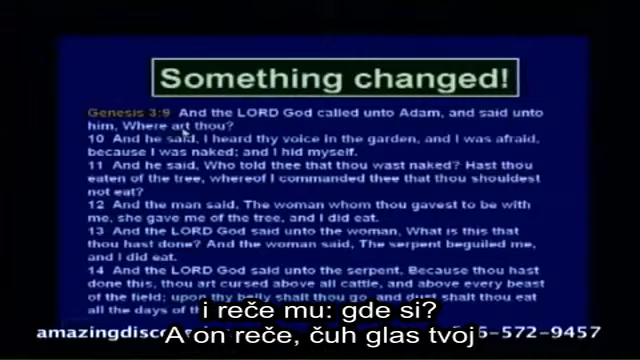 Something changed!
Genesis 3:9 And the LORD God called unto Adam, and said unto
him, Where art thou?
10 And he said, I heard thy voice in the garden, and I was afraid,
because I was naked; and I hid myself.
11 And he said, Who told thee that thou wast naked? Hast thou
eaten of the tree, whereof I commanded thee that thou shouldest
not eat?
12 And the man said, The woman whom thou gavest to be with
me, she gave me of the tree, and I did eat.
13 And the LORD God said unto the woman, What is this that
thou hast done? And the woman said, The serpent beguiled me,
and I did eat.
14 And the LORD God said unto the serpent, Because thou hast
done this, thou art cursed above all cattle, and above every beast
of the field; upon thy belly shalt thou go, and dust shalt thou eat
all the days of
i reče mu: gde si?
A on reče, čuh glas tvoj
-572-9457